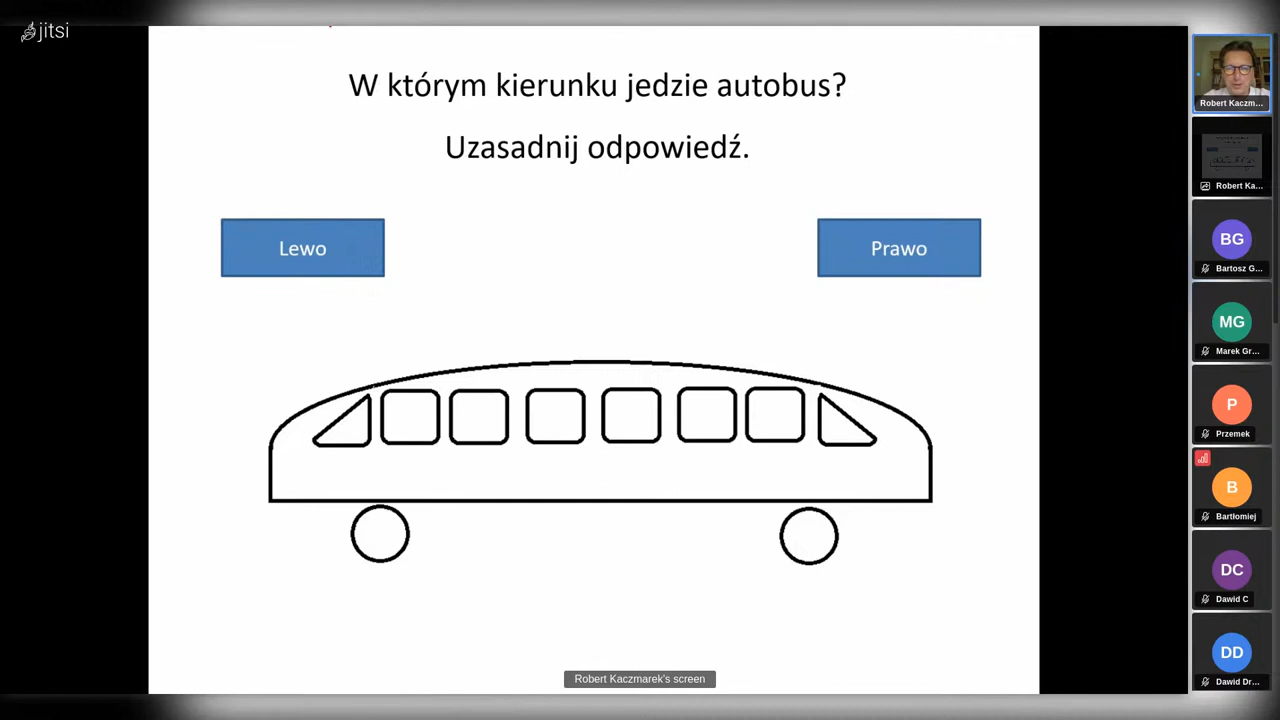 jitsi
W którym kierunku jedzie autobus?
Uzasadnij odpowiedź.
Lewo
Prawo
Robert Kaczmarek's screen
Robert Kaczm...
Robert Ka...
BG
Bartosz G...
MG
Marek Gr...
P
Przemek
B
Bartłomiej
DC
Dawid C
DD
Dawid Dr...